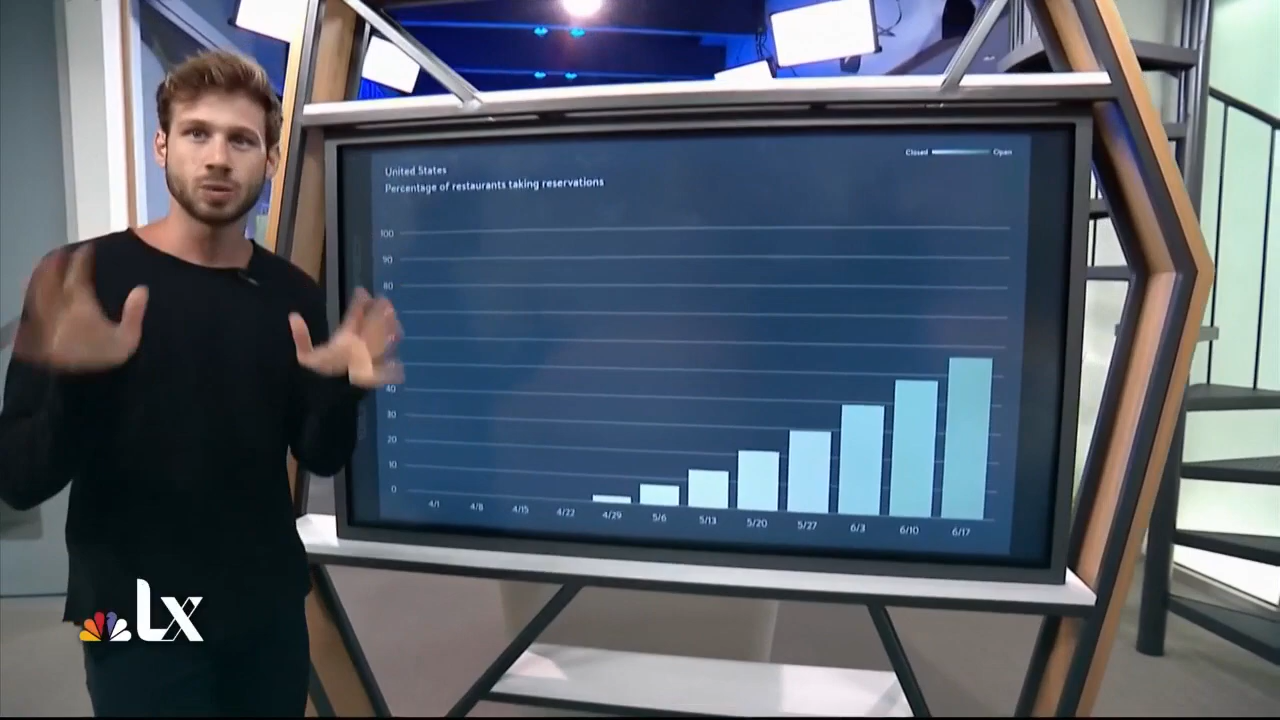 United States
Percentage of restaurants taking reservations
Closed Open
100
90
80
40
30
20
10
0
4/1 4/8 4/15 4/22 4/29 5/6 5/13 5/20 5/27 6/3 6/10 6/17
LX